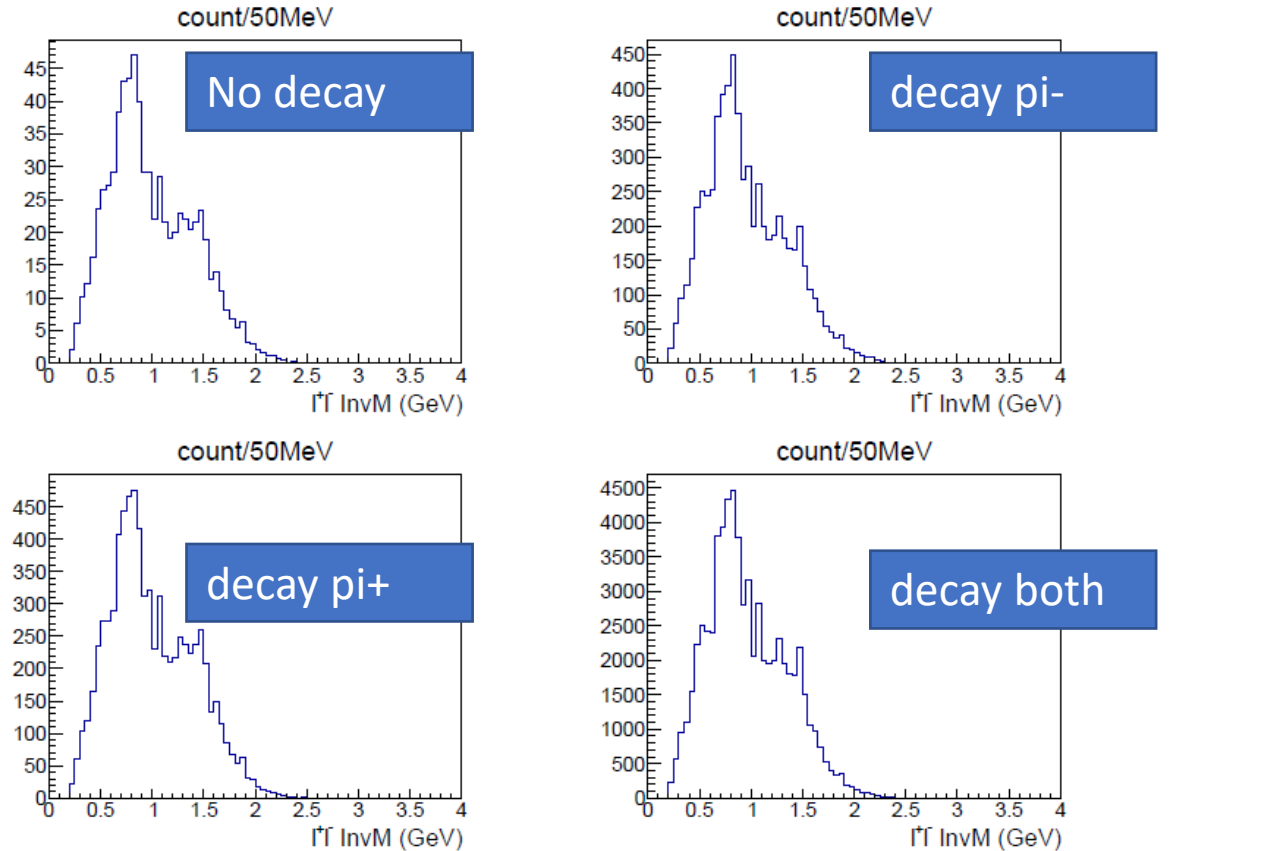 count/50MeV
No decay
45
40
35
30
25
20
15
10
5
0
0 0.5 1 1.5 2 2.5 3 3.5 4
l⁺l⁻ InvM (GeV)
count/50MeV
decay pi-
450
400
350
300
250
200
150
100
50
0
0 0.5 1 1.5 2 2.5 3 3.5 4
l⁺l⁻ InvM (GeV)
count/50MeV
decay pi+
450
400
350
300
250
200
150
100
50
0
0 0.5 1 1.5 2 2.5 3 3.5 4
l⁺l⁻ InvM (GeV)
count/50MeV
decay both
4500
4000
3500
3000
2500
2000
1500
1000
500
0
0 0.5 1 1.5 2 2.5 3 3.5 4
l⁺l⁻ InvM (GeV)